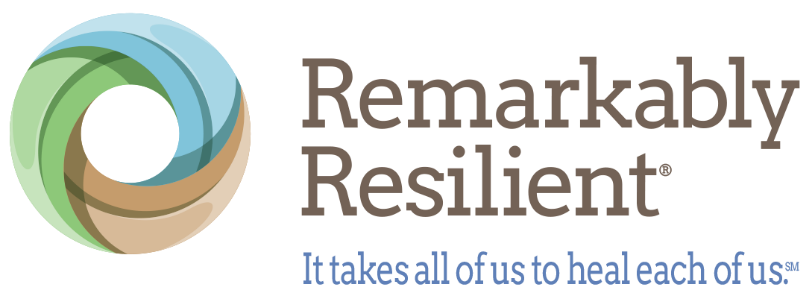 Remarkably
Resilient®
It takes all of us to heal each of us.℠